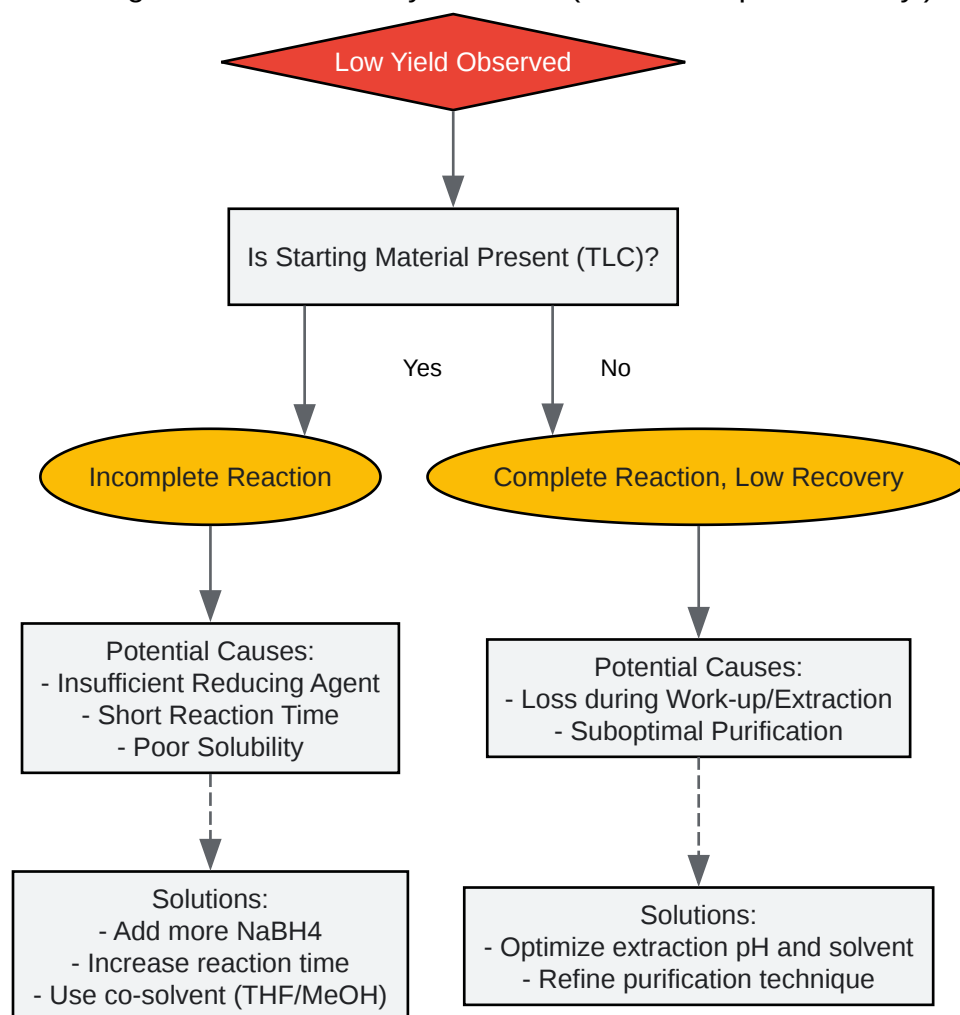 Low Yield Observed
Is Starting Material Present (TLC)?
Yes
No
Incomplete Reaction
Complete Reaction, Low Recovery
Potential Causes:
- Insufficient Reducing Agent
- Short Reaction Time
- Poor Solubility
Potential Causes:
- Loss during Work-up/Extraction
- Suboptimal Purification
Solutions:
- Add more NaBH4
- Increase reaction time
- Use co-solvent (THF/MeOH)
Solutions:
- Optimize extraction pH and solvent
- Refine purification technique